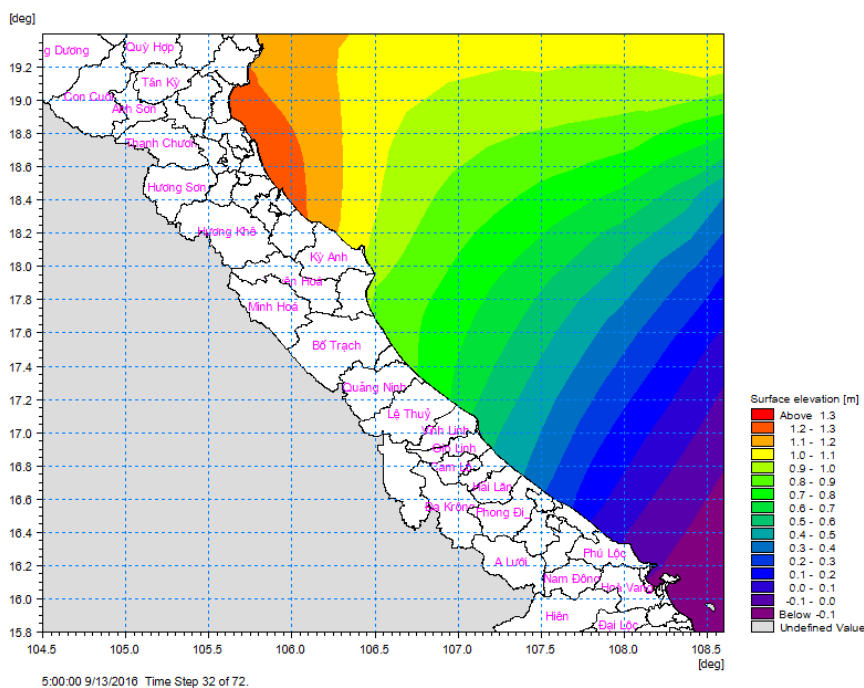 [deg]
19.2
19.0
18.8
18.6
18.4
18.2
18.0
17.8
17.6
17.4
17.2
17.0
16.8
16.6
16.4
16.2
16.0
15.8
g Dương
Quỳ Hợp
Tân Kỳ
Con Cuôn
Anh Sơn
Thanh Chươn
Hương Sơn
Hương Khê
Kỳ Anh
Minh Hoá
Bố Trạch
Quảng Ninh
Lệ Thuỷ
Vĩnh Linh
Gio Linh
Cam Lộ
Hải Lăng
Đa Krông
Phong Đi
A Lưới
Phú Lộc
Nam Đông
Hoà Van
Hiên
Đại Lộc
104.5
105.0
105.5
106.0
106.5
107.0
107.5
108.0
108.5
[deg]
5:00:00 9/13/2016 Time Step 32 of 72.
Surface elevation [m]
Above 1.3
1.2 - 1.3
1.1 - 1.2
1.0 - 1.1
0.9 - 1.0
0.8 - 0.9
0.7 - 0.8
0.6 - 0.7
0.5 - 0.6
0.4 - 0.5
0.3 - 0.4
0.2 - 0.3
0.1 - 0.2
0.0 - 0.1
-0.1 - 0.0
Below -0.1
Undefined Value